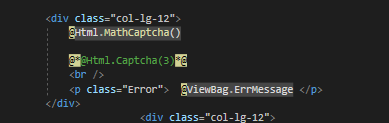 <div class="col-lg-12">
@Html.MathCaptcha()
@*@Html.Captcha(3)*@
<br />
<p class="Error">  @ViewBag.ErrMessage </p>
</div>
<div class="col-lg-12">